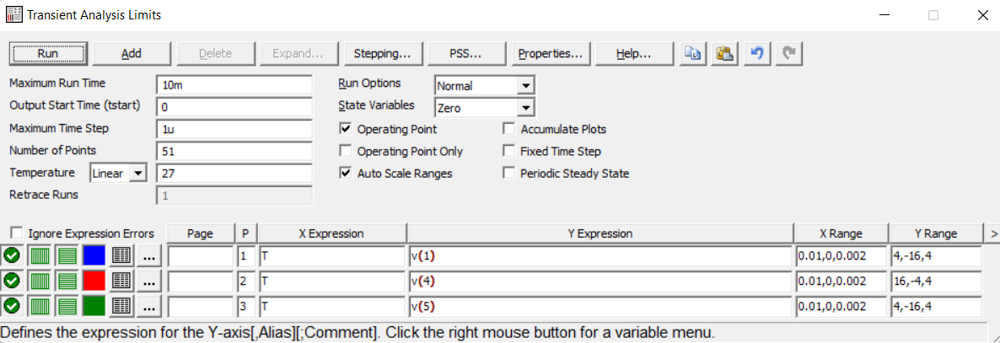 Transient Analysis Limits
Run Add Delete Expand... Stepping... PSS... Properties... Help...
Maximum Run Time 10m Run Options Normal
Output Start Time (tstart) 0 State Variables Zero
Maximum Time Step 1u Operating Point Accumulate Plots
Number of Points 51 Operating Point Only Fixed Time Step
Temperature Linear 27 Auto Scale Ranges Periodic Steady State
Retrace Runs 1
Ignore Expression Errors Page P X Expression Y Expression X Range Y Range >
... 1 T v(1) 0.01,0,0.002 4,-16,4
... 2 T v(4) 0.01,0,0.002 16,-4,4
... 3 T v(5) 0.01,0,0.002 4,-16,4
Defines the expression for the Y-axis[,Alias][;Comment]. Click the right mouse button for a variable menu.